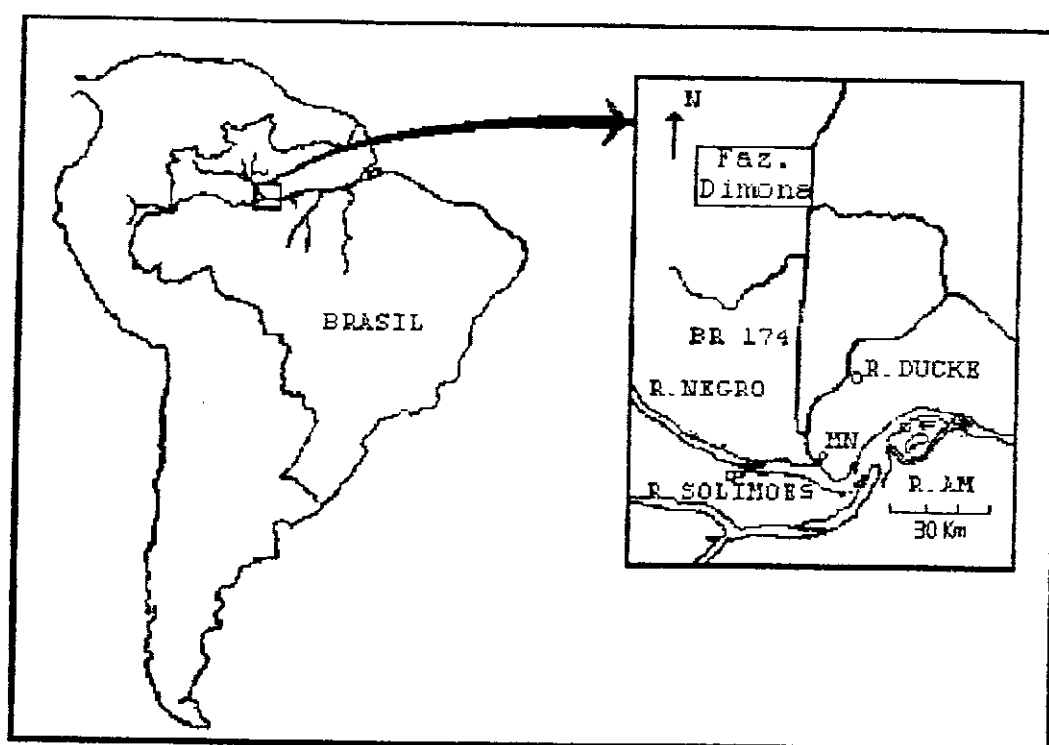 BRASIL
N
Faz.
Dimona
BR 174
R. DUCKE
R. NEGRO
MN
R. SOLIMOES
R. AM
30 Km